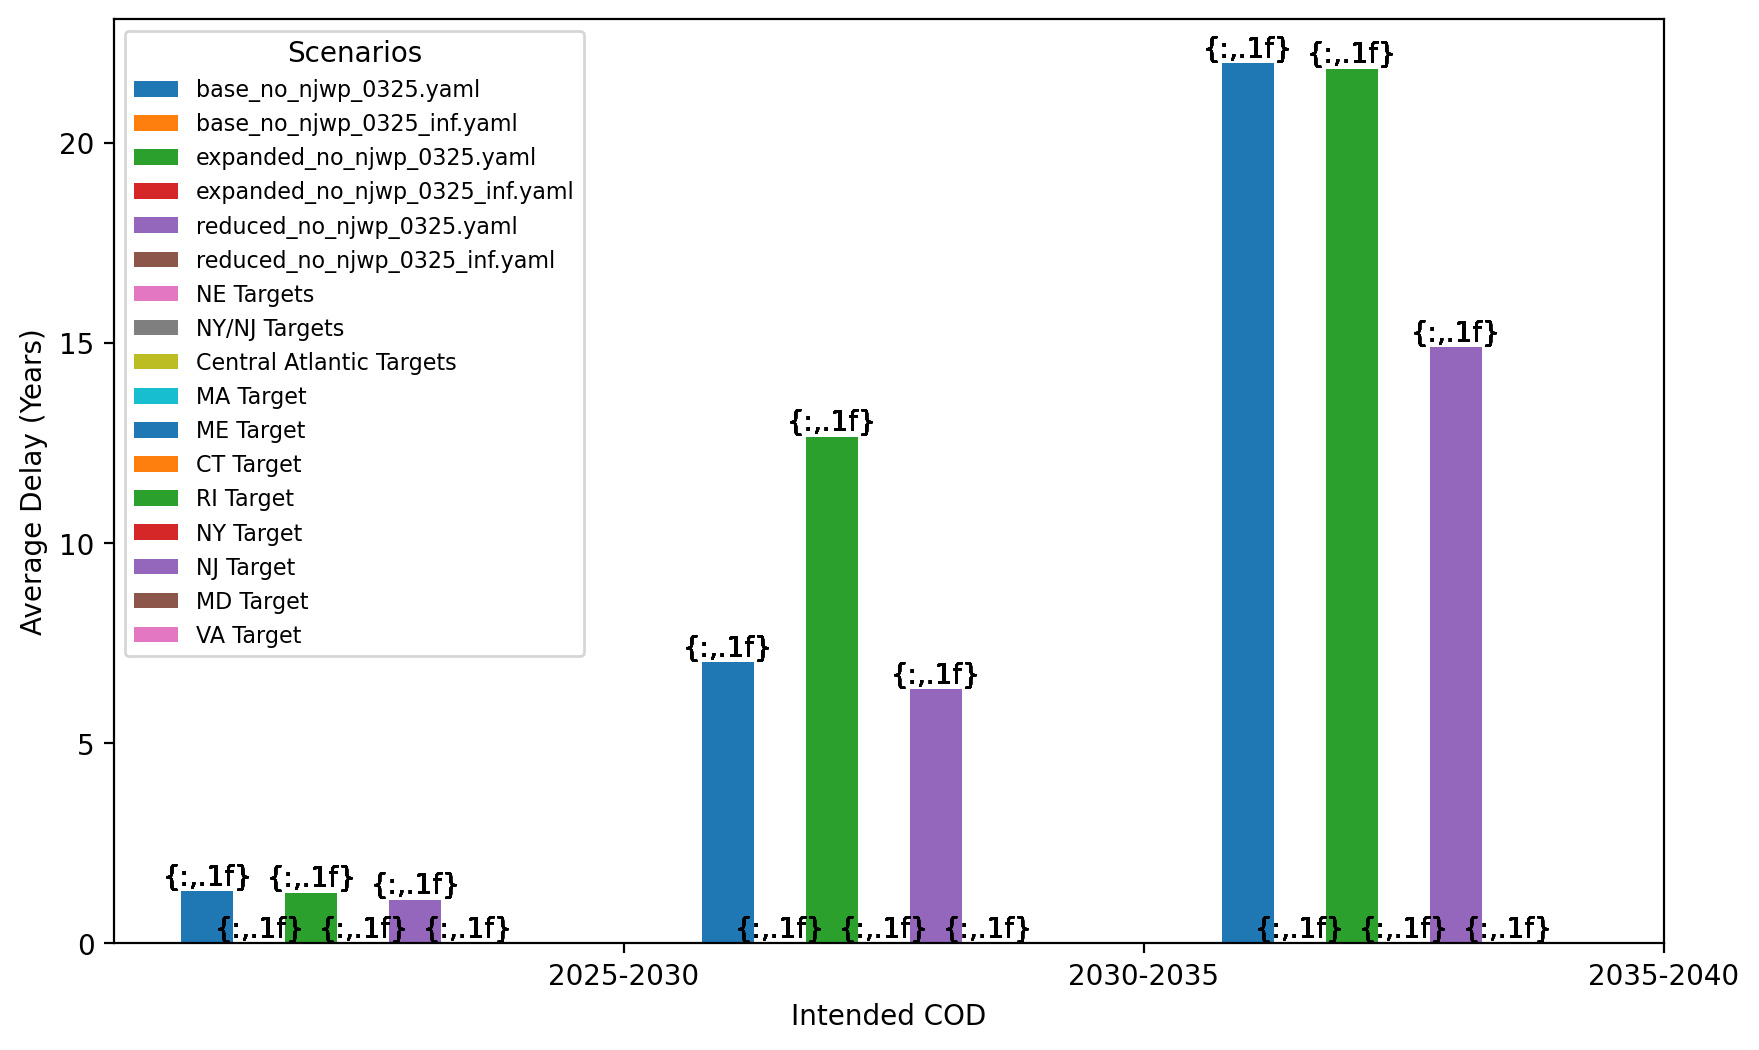 Scenarios
base_no_njwp_0325.yaml
base_no_njwp_0325_inf.yaml
expanded_no_njwp_0325.yaml
expanded_no_njwp_0325_inf.yaml
reduced_no_njwp_0325.yaml
reduced_no_njwp_0325_inf.yaml
NE Targets
NY/NJ Targets
Central Atlantic Targets
MA Target
ME Target
CT Target
RI Target
NY Target
NJ Target
MD Target
VA Target
Average Delay (Years)
20
15
10
5
0
{:,.1f} {:,.1f} {:,.1f}
{:,.1f} {:,.1f} {:,.1f}
{:,.1f} {:,.1f} {:,.1f}
{:,.1f} {:,.1f} {:,.1f}
{:,.1f} {:,.1f} {:,.1f}
{:,.1f} {:,.1f} {:,.1f}
2025-2030 2030-2035 2035-2040
Intended COD